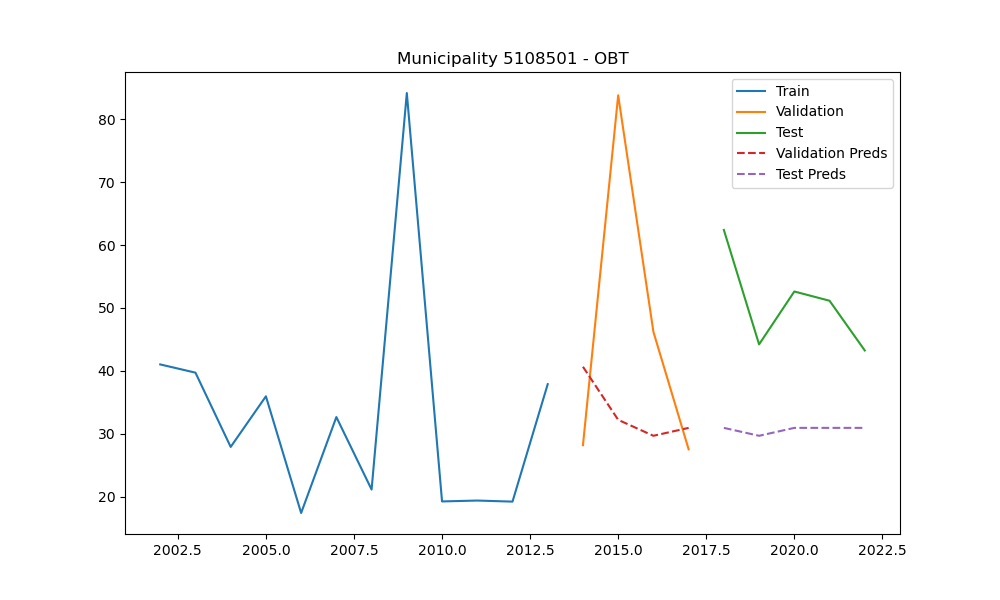 Municipality 5108501 - OBT
Train
Validation
Test
Validation Preds
Test Preds
80
70
60
50
40
30
20
2002.5 2005.0 2007.5 2010.0 2012.5 2015.0 2017.5 2020.0 2022.5